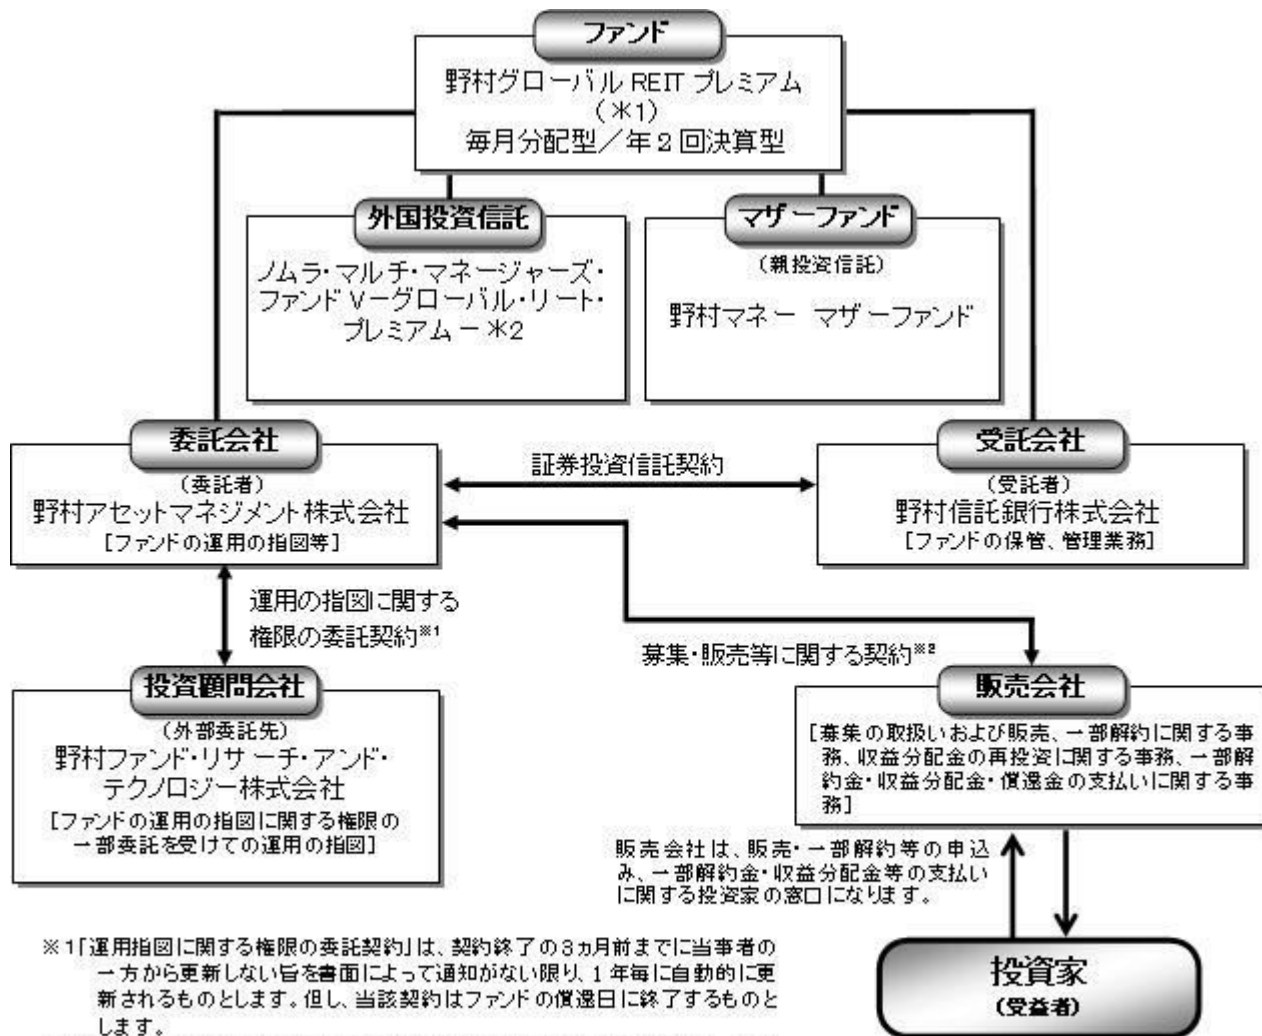 ファンド
野村グローバル REIT プレミアム
(＊1)
毎月分配型／年2回決算型
外国投資信託
ノムラ・マルチ・マネージャーズ・
ファンドⅤ－グローバル・リート・
プレミアム－＊2
マザーファンド
(親投資信託)
野村マネー マザーファンド
委託会社
(委託者)
野村アセットマネジメント株式会社
[ファンドの運用の指図等]
証券投資信託契約
受託会社
(受託者)
野村信託銀行株式会社
[ファンドの保管、管理業務]
運用の指図に関する
権限の委託契約※1
募集・販売等に関する契約※2
投資顧問会社
(外部委託先)
野村ファンド・リサーチ・アンド・
テクノロジー株式会社
[ファンドの運用の指図に関する権限の
一部委託を受けての運用の指図]
販売会社
[募集の取扱いおよび販売、一部解約に関する事
務、収益分配金の再投資に関する事務、一部解
約金・収益分配金・償還金の支払いに関する事
務]
販売会社は、販売・一部解約等の申込
み、一部解約金・収益分配金等の支払い
に関する投資家の窓口になります。
投資家
(受益者)
※1「運用指図に関する権限の委託契約」は、契約終了の3ヵ月前までに当事者の
一方から更新しない旨を書面によって通知がない限り、1年毎に自動的に更
新されるものとします。但し、当該契約はファンドの償還日に終了するものと
します。